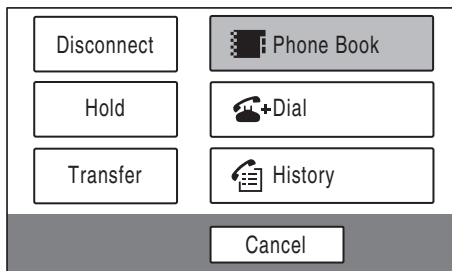 Disconnect
Phone Book
Hold
+Dial
Transfer
History
Cancel